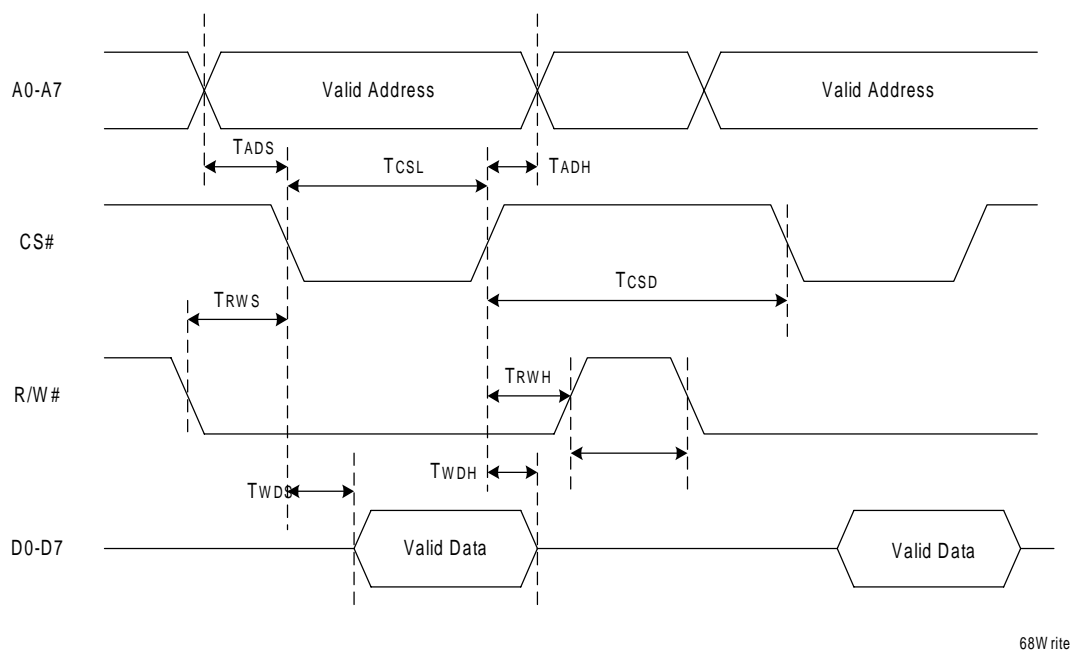 A0-A7
Valid Address
Valid Address
TADS
TCSL
TADH
CS#
TCSD
TRWS
TRWH
R/W#
TWDS
TWDH
D0-D7
Valid Data
Valid Data
68Write